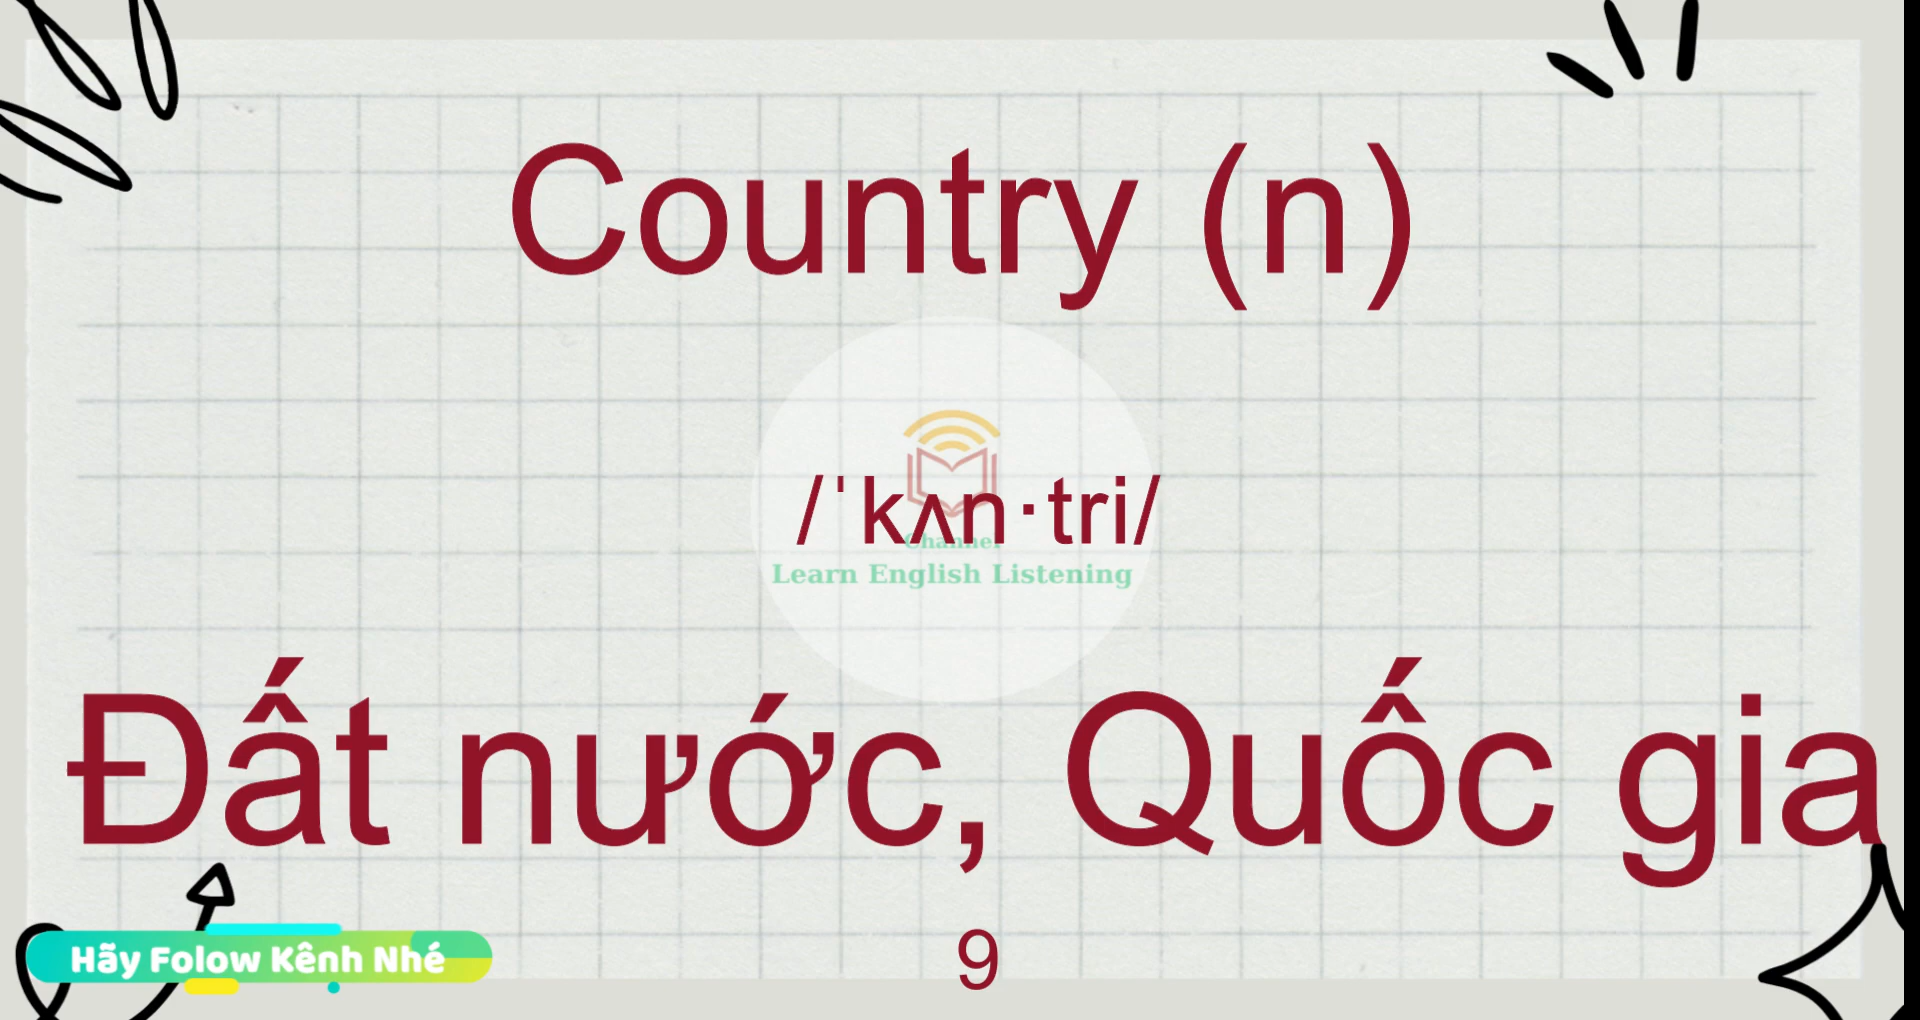 Country (n)
/ˈkʌn·tri/
Channel
Learn English Listening
Đất nước, Quốc gia
Hãy Folow Kênh Nhé
9